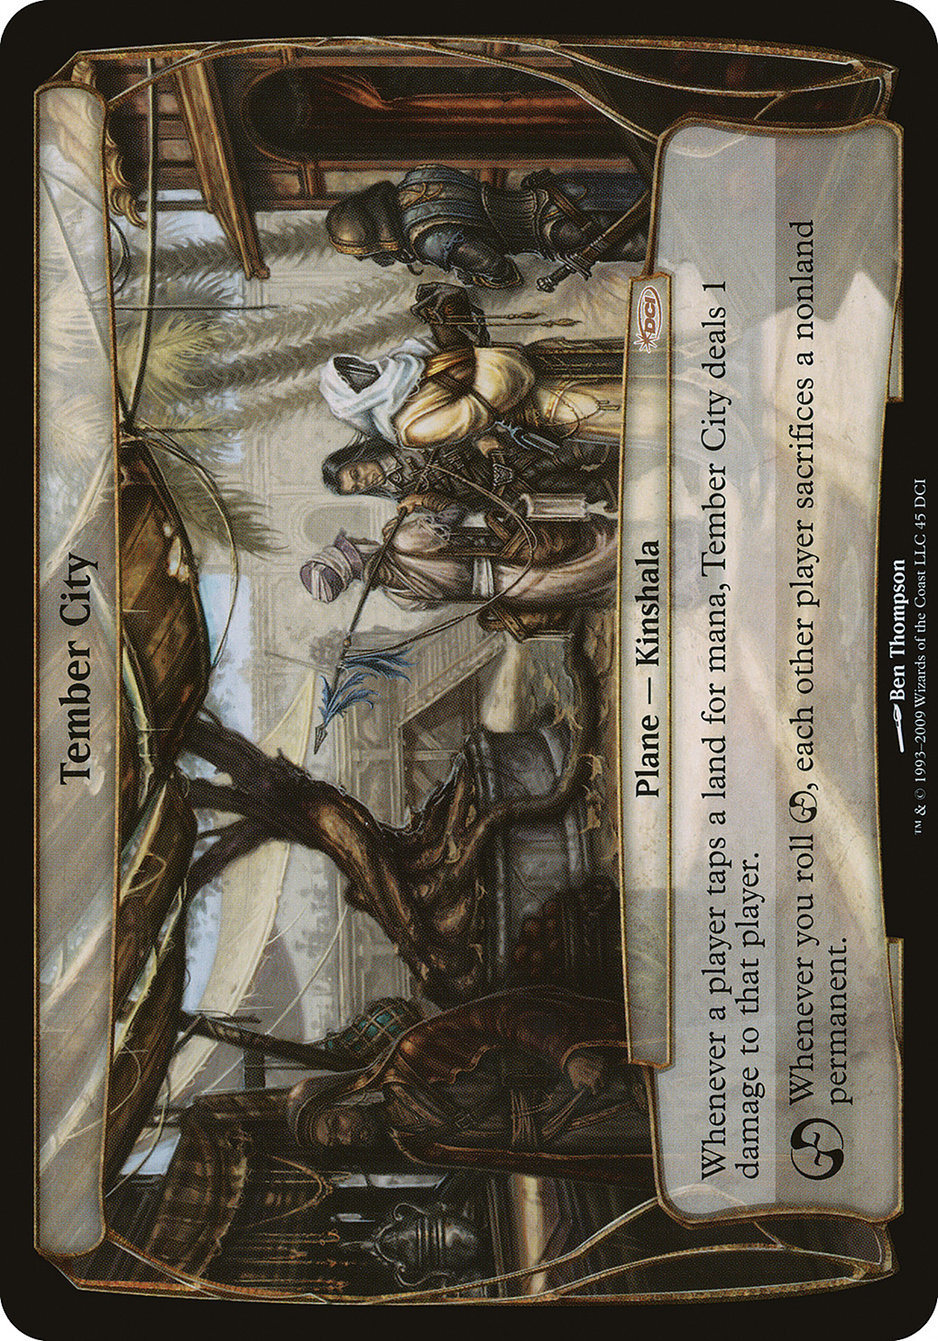 Tember City
DCI
Plane — Kinshala
Whenever a player taps a land for mana, Tember City deals 1
damage to that player.
Whenever you roll , each other player sacrifices a nonland
permanent.
Ben Thompson
™ & © 1993–2009 Wizards of the Coast LLC 45 DCI